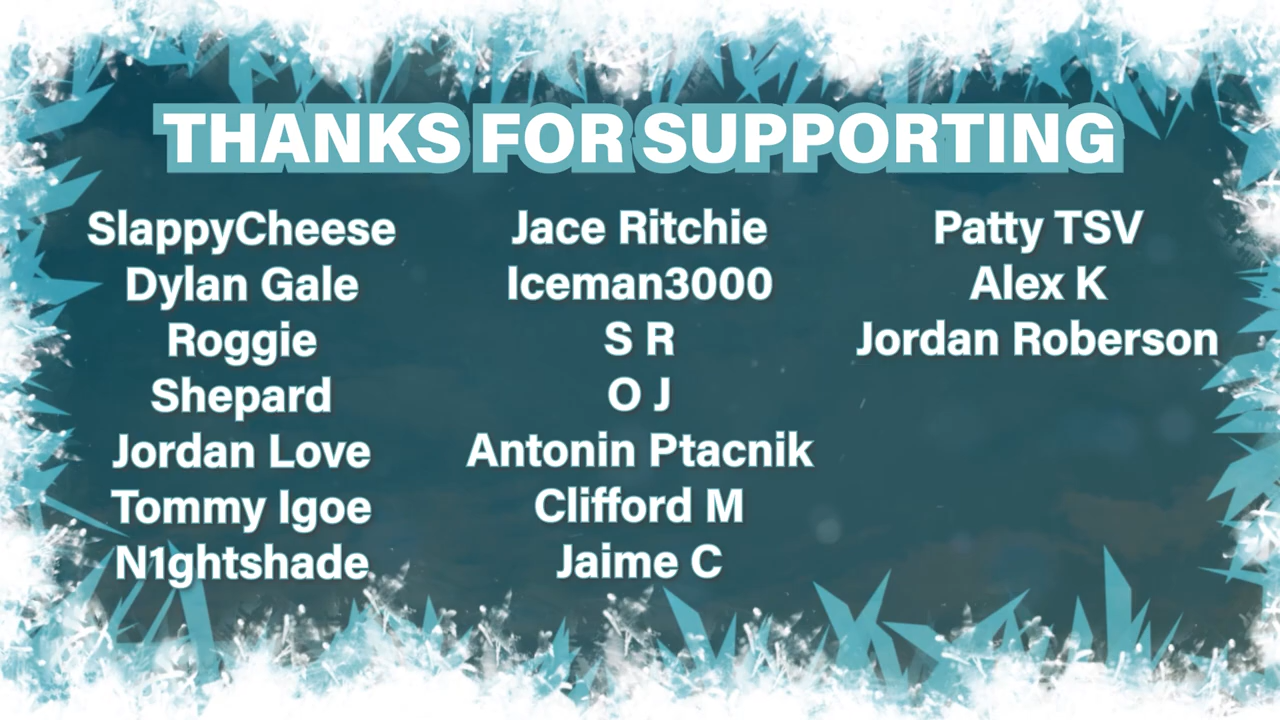 THANKS FOR SUPPORTING
SlappyCheese
Dylan Gale
Roggie
Shepard
Jordan Love
Tommy Igoe
N1ghtshade
Jace Ritchie
Iceman3000
S R
O J
Antonin Ptacnik
Clifford M
Jaime C
Patty TSV
Alex K
Jordan Roberson